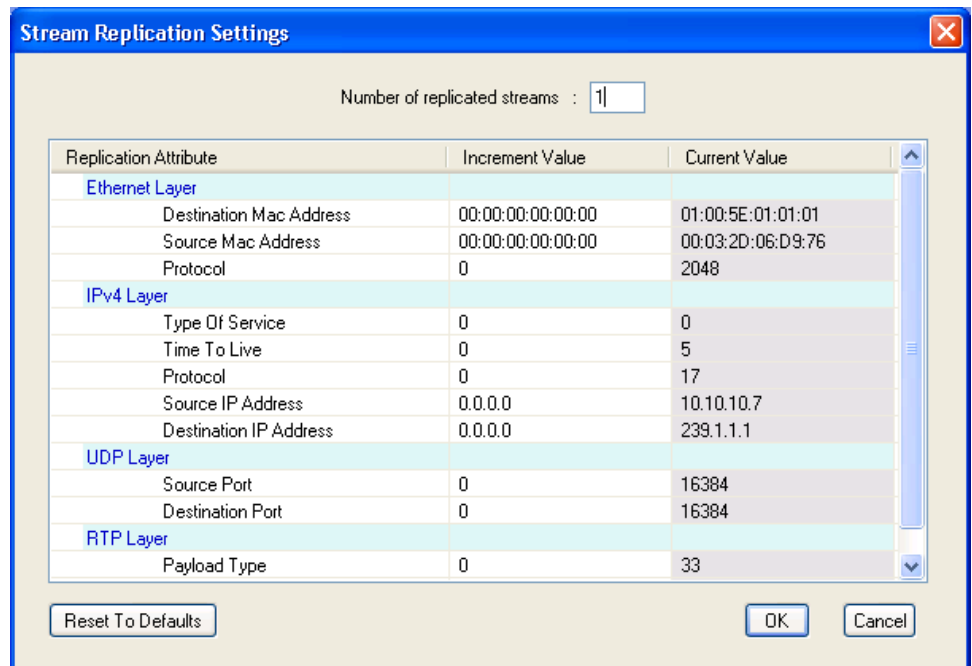 Stream Replication Settings
Number of replicated streams : 1
Replication Attribute Increment Value Current Value
Ethernet Layer
Destination Mac Address 00:00:00:00:00:00 01:00:5E:01:01:01
Source Mac Address 00:00:00:00:00:00 00:03:2D:06:D9:76
Protocol 0 2048
IPv4 Layer
Type Of Service 0 0
Time To Live 0 5
Protocol 0 17
Source IP Address 0.0.0.0 10.10.10.7
Destination IP Address 0.0.0.0 239.1.1.1
UDP Layer
Source Port 0 16384
Destination Port 0 16384
RTP Layer
Payload Type 0 33
Reset To Defaults OK Cancel